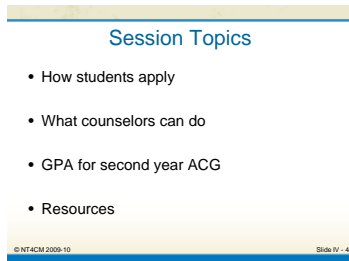 Session Topics
• How students apply
• What counselors can do
• GPA for second year ACG
• Resources
© NT4CM 2009-10 Slide IV - 4